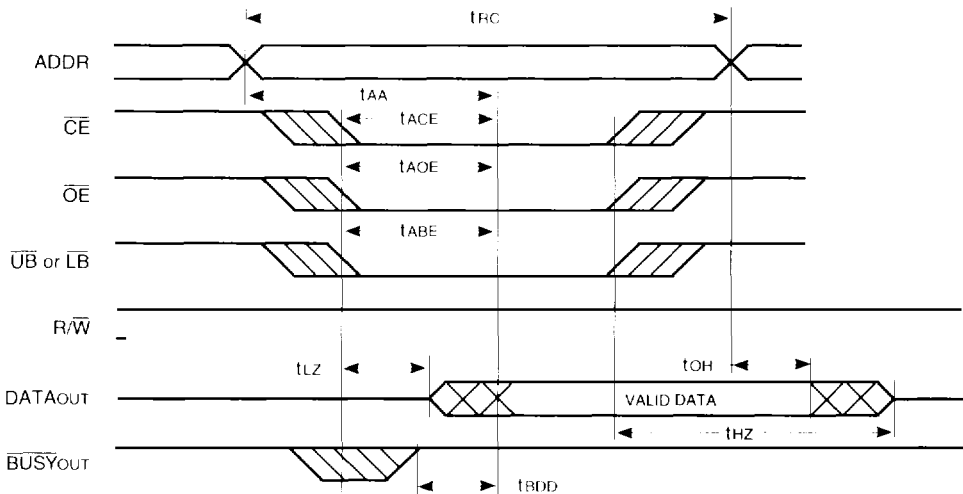 tRC
ADDR
tAA
CE
tACE
OE
tAOE
tABE
UB or LB
R/W
tLZ
tOH
DATAOUT
VALID DATA
tHZ
BUSYOUT
tBDD